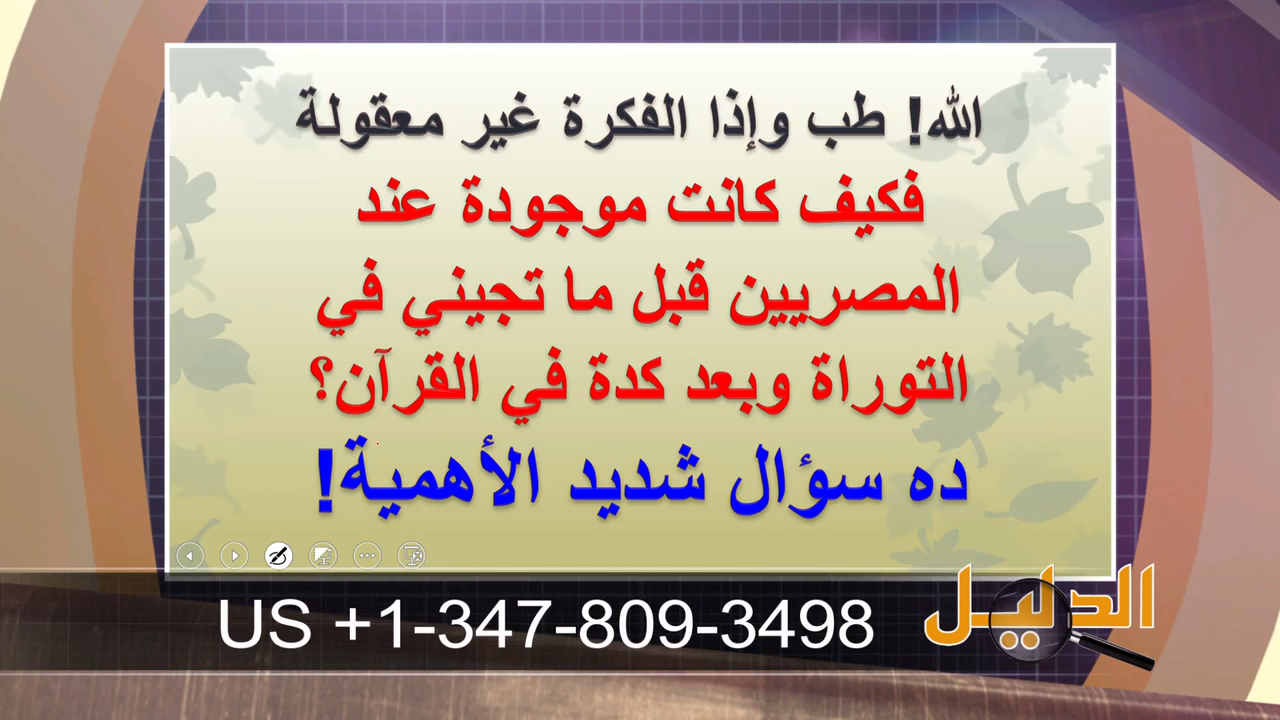 الله! طب وإذا الفكرة غير معقولة
فكيف كانت موجودة عند
المصريين قبل ما تجيني في
التوراة وبعد كدة في القرآن؟
ده سؤال شديد الأهمية!
US +1-347-809-3498
الدليل